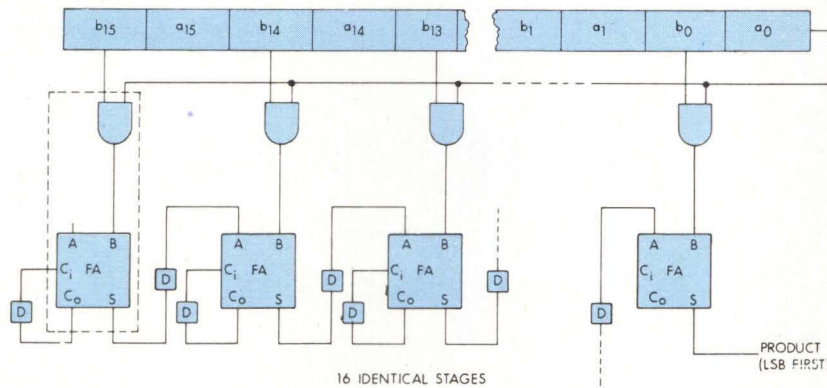 b15 a15 b14 a14 b13 b1 a1 b0 a0
A B A B A B A B
Ci FA Ci FA Ci FA Ci FA
D D D
Co S Co S Co S Co S
D D D D
PRODUCT
(LSB FIRST
16 IDENTICAL STAGES